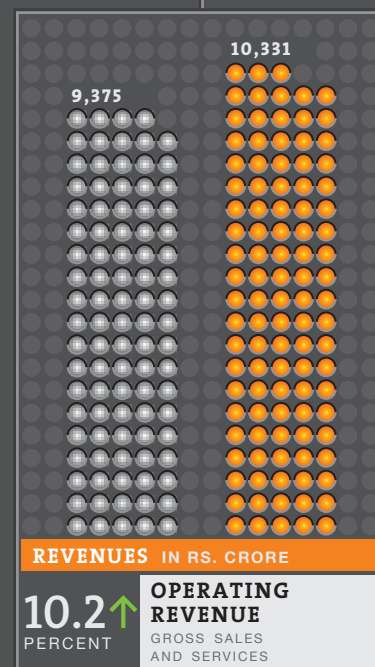 10,331
9,375
REVENUES IN RS. CRORE
10.2
PERCENT
OPERATING
REVENUE
GROSS SALES
AND SERVICES